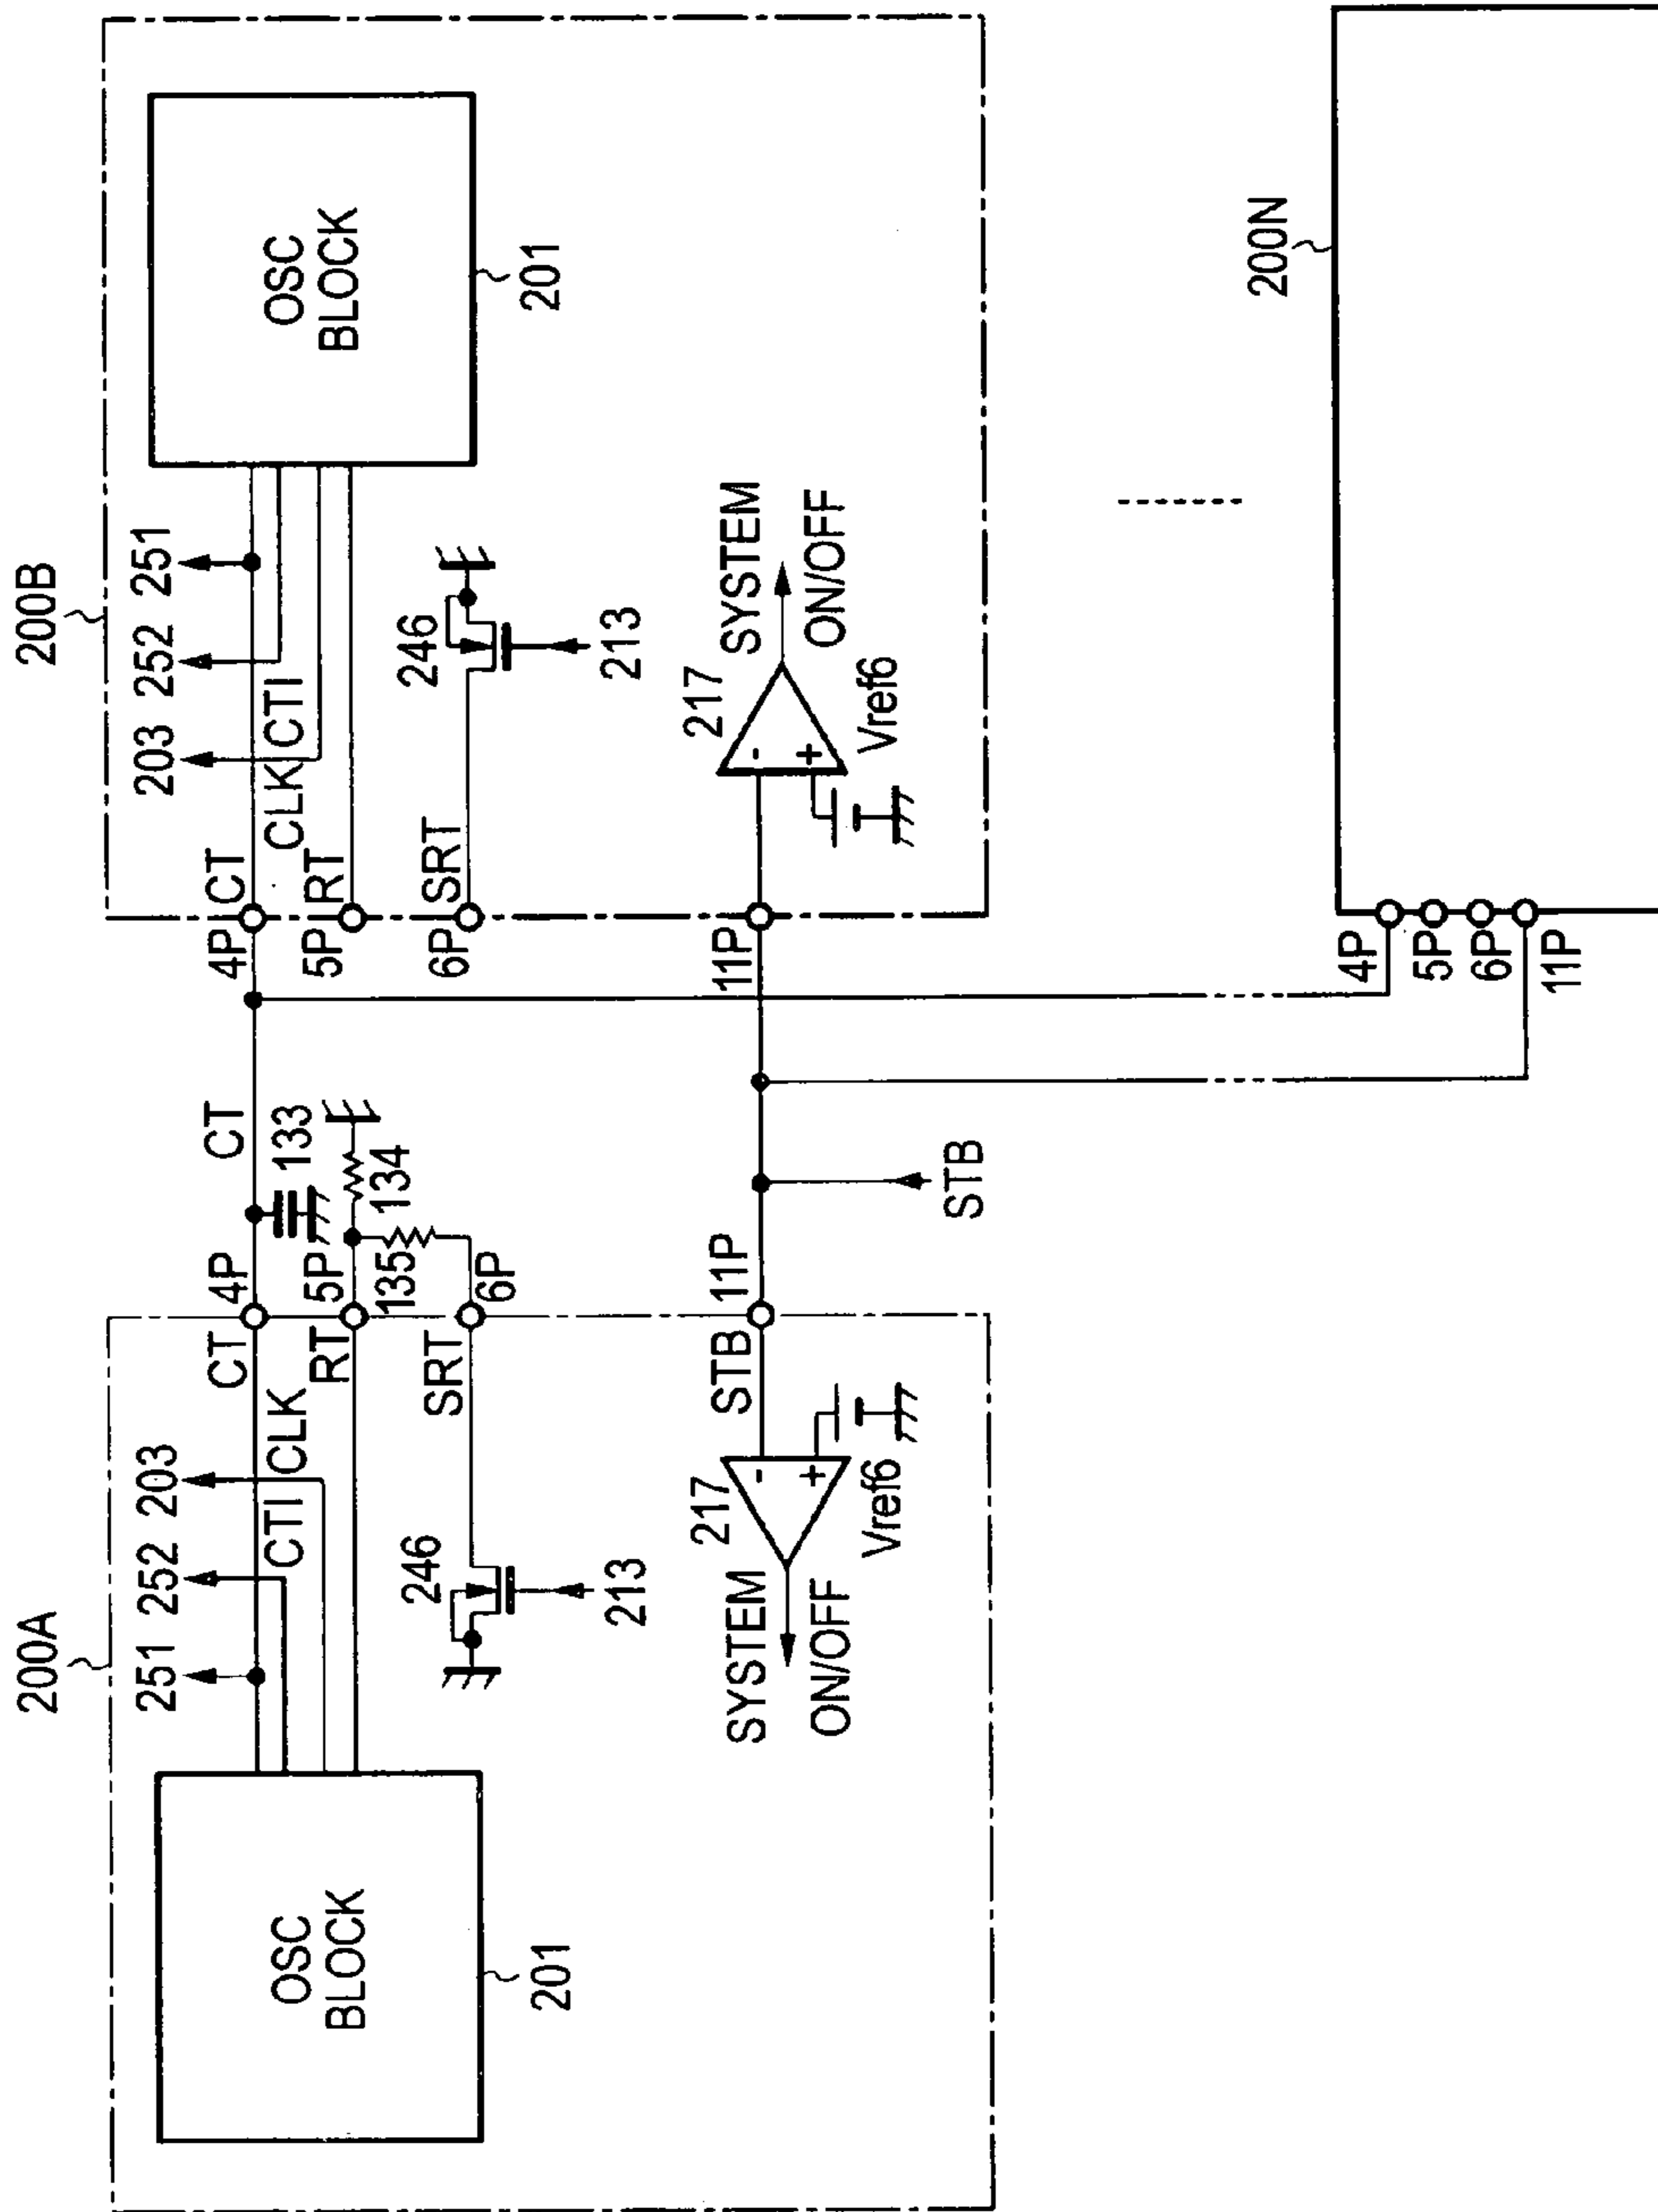 200A
251
252
203
CTI
CLK
CT
4P
CT
133
RT
5P
134
135
SRT
6P
246
213
OSC
BLOCK
201
217
STB
11P
-
+
Vref6
SYSTEM
ON/OFF
STB
200B
203
252
251
4P
CT
CLK
CTI
5P
RT
6P
SRT
246
213
OSC
BLOCK
201
11P
217
-
+
Vref6
SYSTEM
ON/OFF
200N
4P
5P
6P
11P